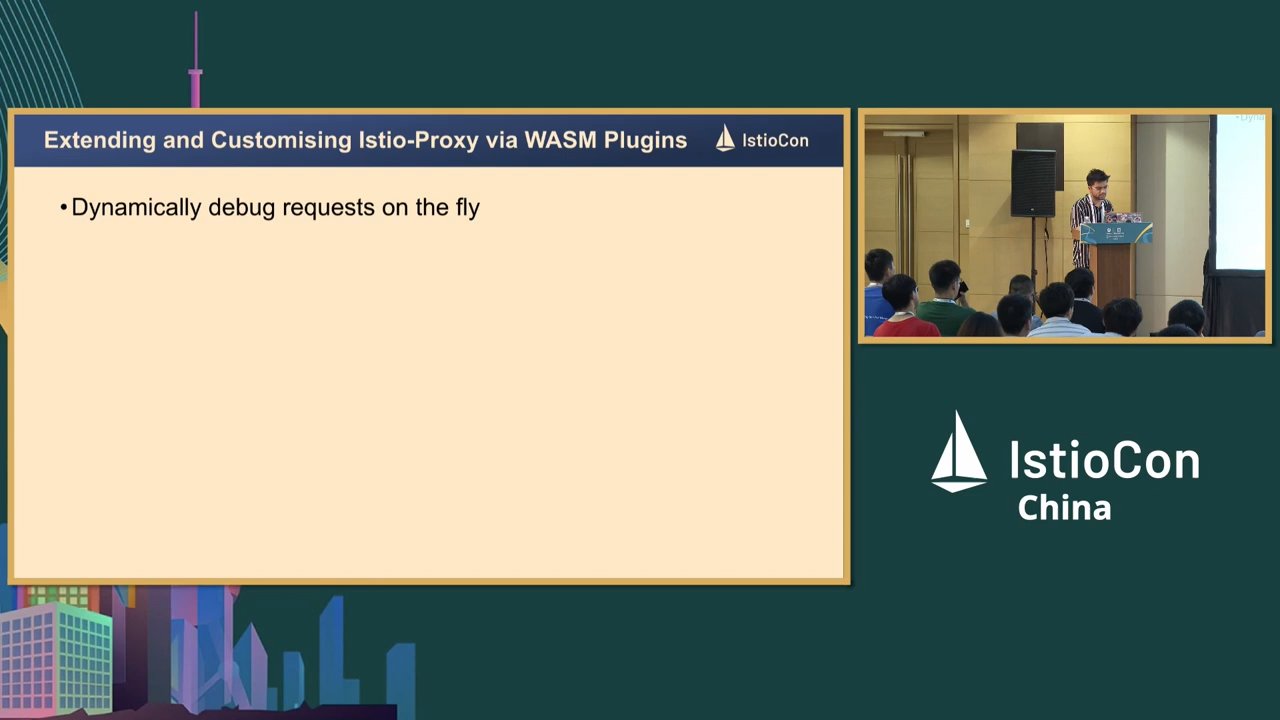 Extending and Customising Istio-Proxy via WASM Plugins
IstioCon
•Dynamically debug requests on the fly
IstioCon
China